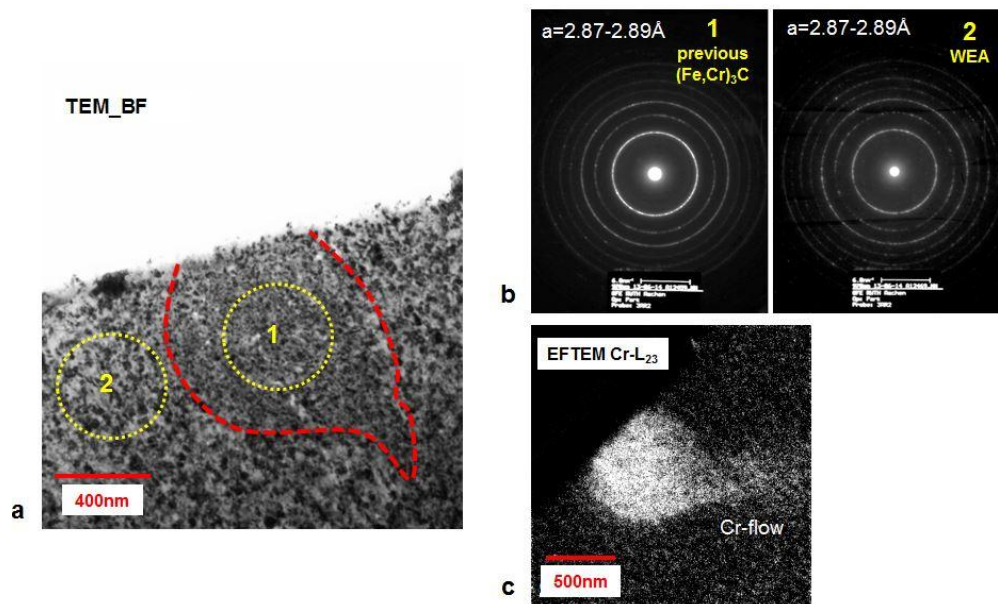 TEM_BF
1
2
400nm
a
a=2.87-2.89Å
1
previous
(Fe,Cr)₃C
a=2.87-2.89Å
2
WEA
b
EFTEM Cr-L₂₃
Cr-flow
500nm
c